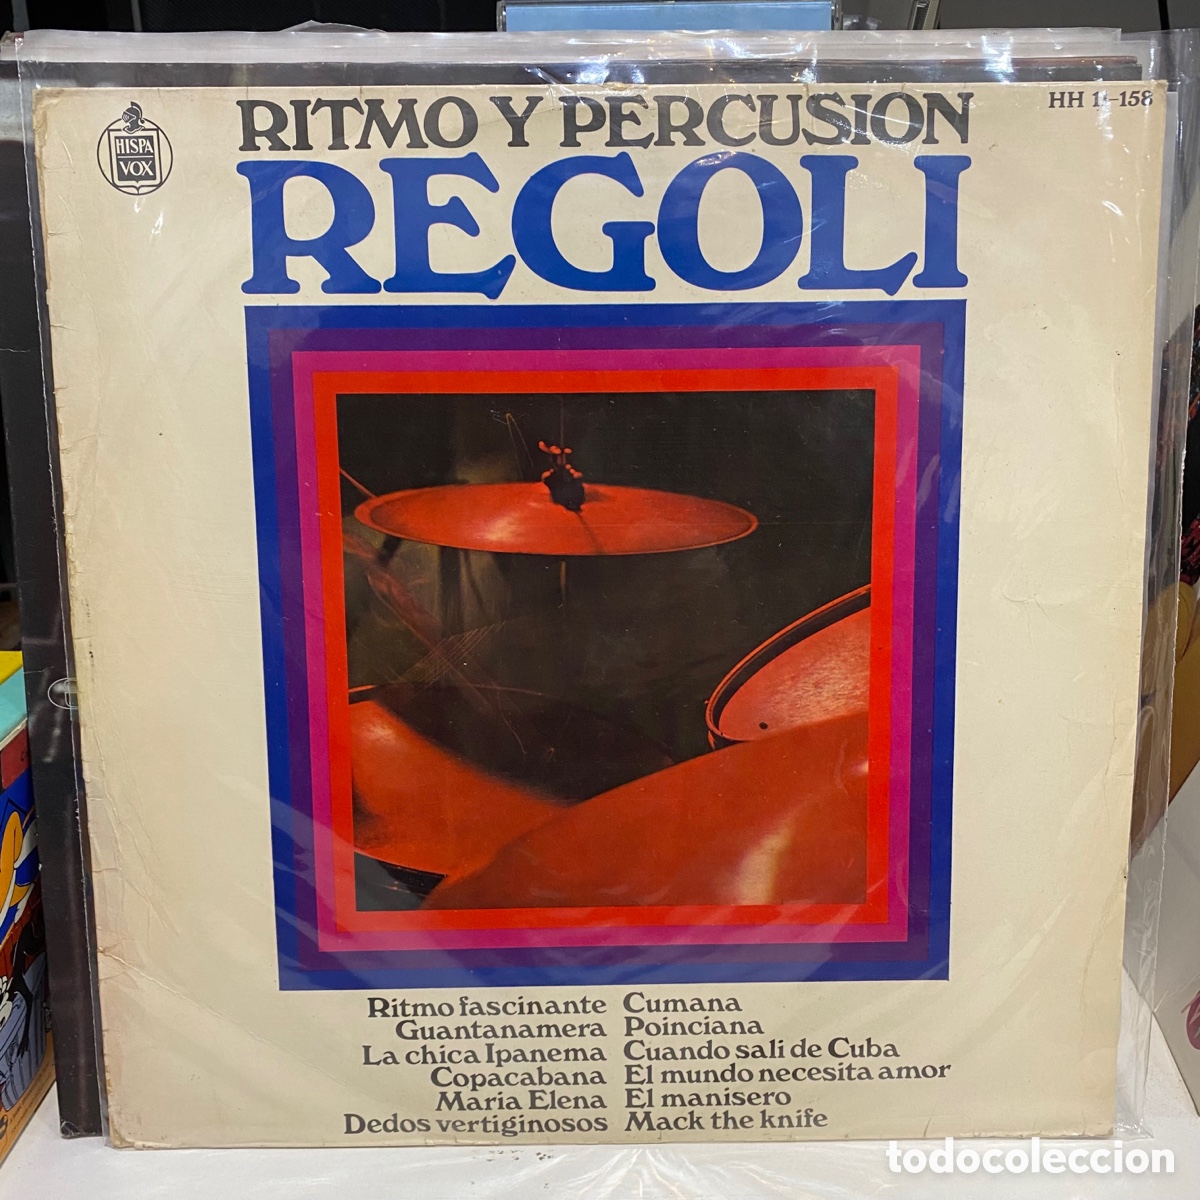 HISPA
VOX
RITMO Y PERCUSION
HH 11-158
REGOLI
Ritmo fascinante Cumana
Guantanamera Poinciana
La chica Ipanema Cuando sali de Cuba
Copacabana El mundo necesita amor
Maria Elena El manisero
Dedos vertiginosos Mack the knife
todocoleccion